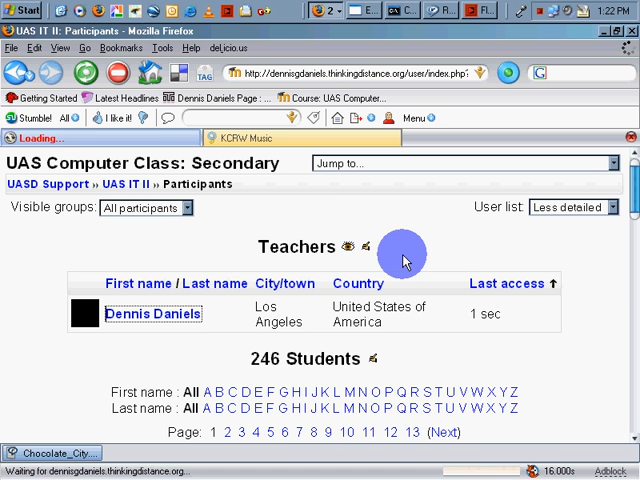 Start
2
E...
C...
R...
Fl...
1:22 PM
UAS IT II: Participants - Mozilla Firefox
File Edit View Go Bookmarks Tools Help del.icio.us
TAG
http://dennisgdaniels.thinkingdistance.org/user/index.php?
Getting Started Latest Headlines Dennis Daniels Page : ... Course: UAS Computer...
Stumble! All I like it! Menu
Loading... KCRW Music
UAS Computer Class: Secondary Jump to...
UASD Support ›› UAS IT II ›› Participants
Visible groups: All participants User list: Less detailed
Teachers
First name / Last name City/town Country Last access
Dennis Daniels Los Angeles United States of America 1 sec
246 Students
First name : All A B C D E F G H I J K L M N O P Q R S T U V W X Y Z
Last name : All A B C D E F G H I J K L M N O P Q R S T U V W X Y Z
Page: 1 2 3 4 5 6 7 8 9 10 11 12 13 (Next)
Chocolate_City....
Waiting for dennisgdaniels.thinkingdistance.org... 16.000s Adblock